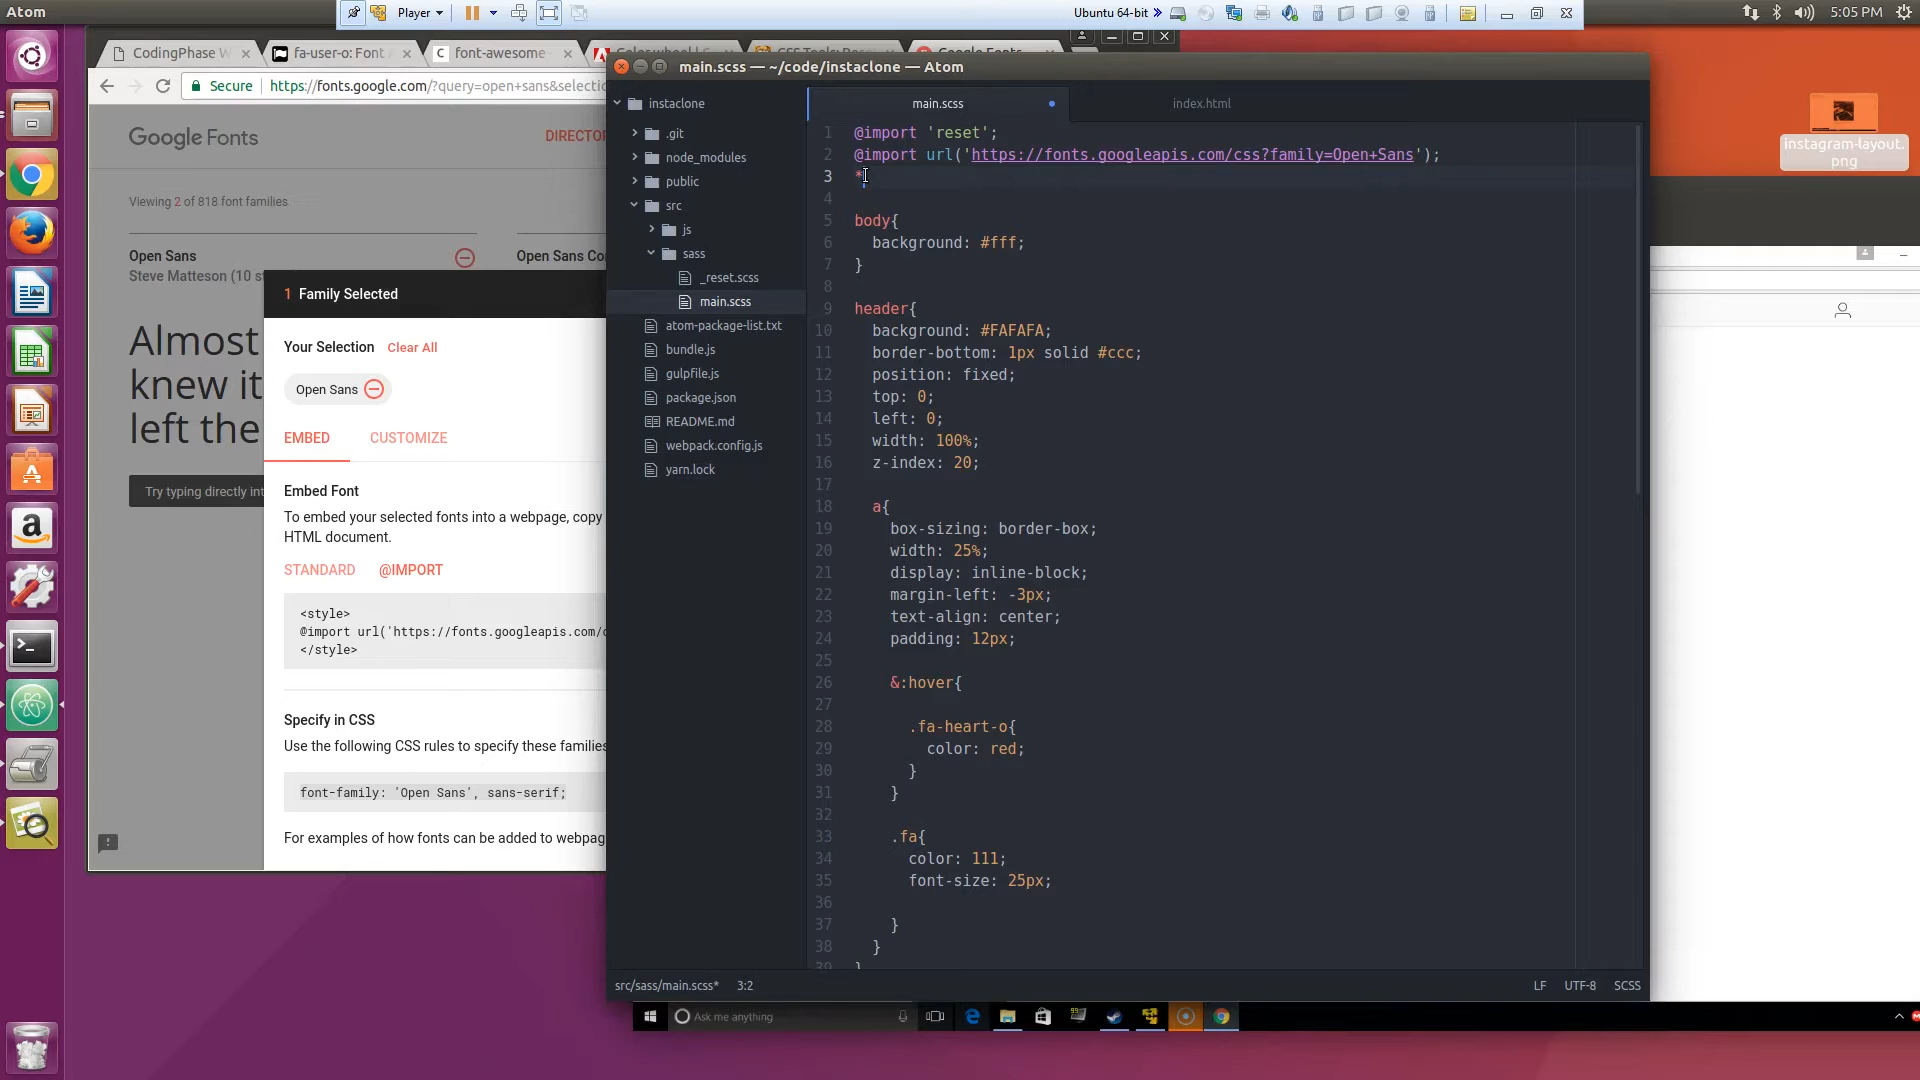 Atom
Player
Ubuntu 64-bit
5:05 PM
CodingPhase W
fa-user-o: Font A
font-awesome
Google Fonts
Secure
https://fonts.google.com/?query=open+sans&selectio
Google Fonts
DIRECTOR
Viewing 2 of 818 font families
Open Sans
Steve Matteson (10 st
Open Sans Con
Almost
knew it
left the
Try typing directly int
1 Family Selected
Your Selection
Clear All
Open Sans
EMBED
CUSTOMIZE
Embed Font
To embed your selected fonts into a webpage, copy
HTML document.
STANDARD
@IMPORT
<style>
@import url('https://fonts.googleapis.com/c
</style>
Specify in CSS
Use the following CSS rules to specify these families
font-family: 'Open Sans', sans-serif;
For examples of how fonts can be added to webpag
main.scss — ~/code/instaclone — Atom
instaclone
.git
node_modules
public
src
js
sass
_reset.scss
main.scss
atom-package-list.txt
bundle.js
gulpfile.js
package.json
README.md
webpack.config.js
yarn.lock
main.scss
index.html
1 @import 'reset';
2 @import url('https://fonts.googleapis.com/css?family=Open+Sans');
3 *
4
5 body{
6 background: #fff;
7 }
8
9 header{
10 background: #FAFAFA;
11 border-bottom: 1px solid #ccc;
12 position: fixed;
13 top: 0;
14 left: 0;
15 width: 100%;
16 z-index: 20;
17
18 a{
19 box-sizing: border-box;
20 width: 25%;
21 display: inline-block;
22 margin-left: -3px;
23 text-align: center;
24 padding: 12px;
25
26 &:hover{
27
28 .fa-heart-o{
29 color: red;
30 }
31 }
32
33 .fa{
34 color: 111;
35 font-size: 25px;
36
37 }
38 }
39 }
src/sass/main.scss*
3:2
LF
UTF-8
SCSS
Ask me anything
instagram-layout.
png